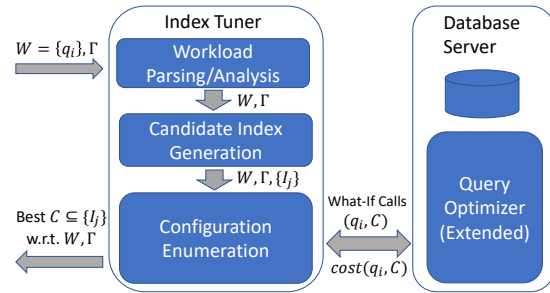 Index Tuner
W = {q_i}, Γ
Workload
Parsing/Analysis
W, Γ
Candidate Index
Generation
W, Γ, {I_j}
Configuration
Enumeration
Best C ⊆ {I_j}
w.r.t. W, Γ
What-If Calls
(q_i, C)
cost(q_i, C)
Database
Server
Query
Optimizer
(Extended)